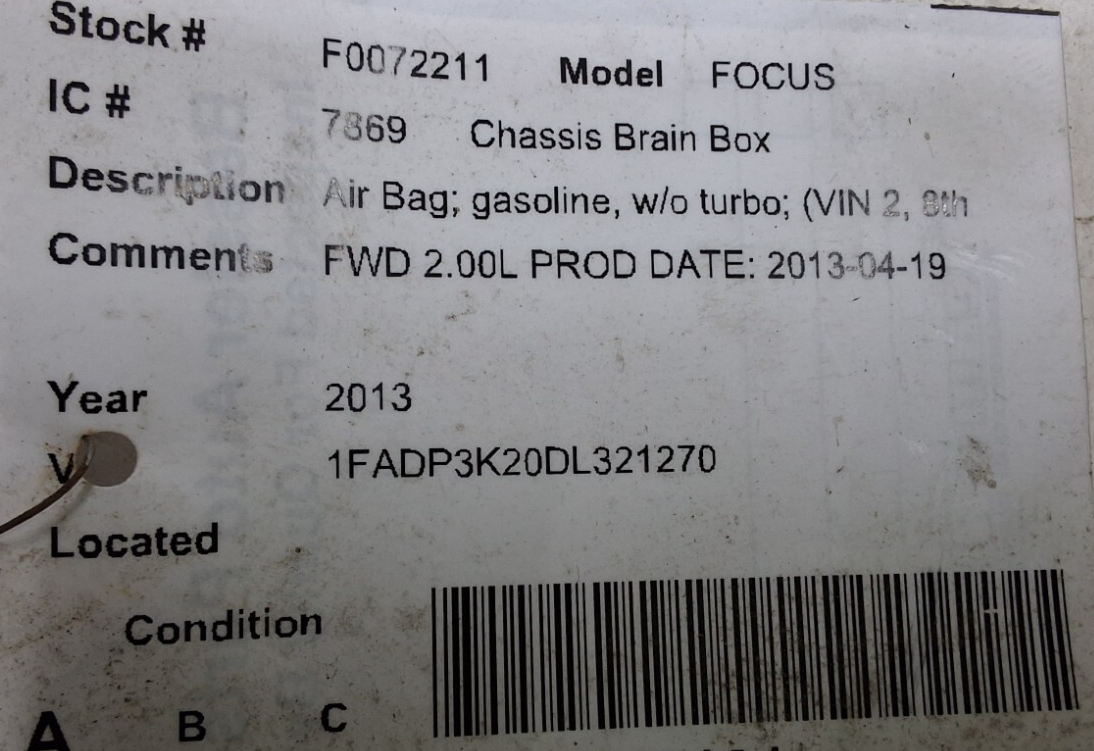 Stock # F0072211 Model FOCUS
IC # 7869 Chassis Brain Box
Description Air Bag; gasoline, w/o turbo; (VIN 2, 8th
Comments FWD 2.00L PROD DATE: 2013-04-19
Year 2013
V 1FADP3K20DL321270
Located
Condition
A B C